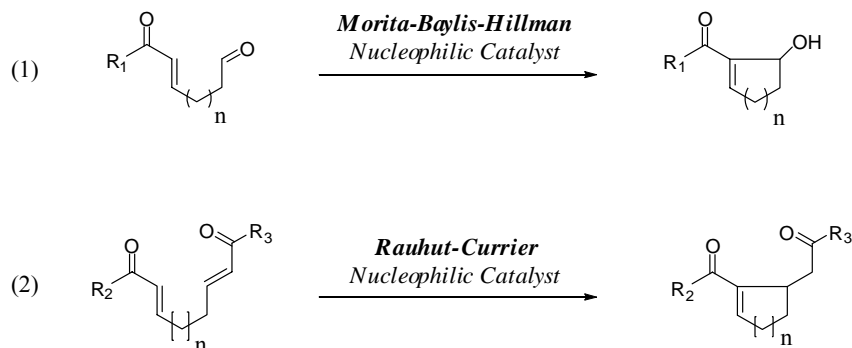 Morita-Baylis-Hillman
Nucleophilic Catalyst
(1)
O
R1
O
n
O
R1
OH
n
Rauhut-Currier
Nucleophilic Catalyst
(2)
O
R2
O
R3
n
O
R2
O
R3
n